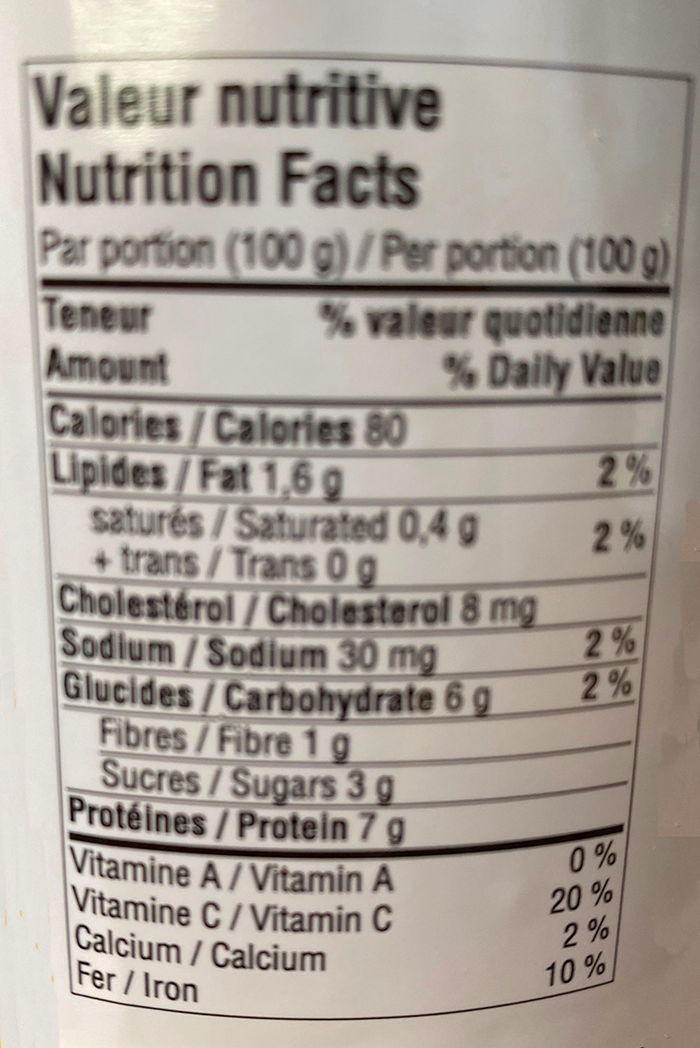 Valeur nutritive
Nutrition Facts
Par portion (100 g) / Per portion (100 g)
Teneur % valeur quotidienne
Amount % Daily Value
Calories / Calories 80
Lipides / Fat 1,6 g 2 %
saturés / Saturated 0,4 g
+ trans / Trans 0 g 2 %
Cholestérol / Cholesterol 8 mg
Sodium / Sodium 30 mg 2 %
Glucides / Carbohydrate 6 g 2 %
Fibres / Fibre 1 g
Sucres / Sugars 3 g
Protéines / Protein 7 g
Vitamine A / Vitamin A 0 %
Vitamine C / Vitamin C 20 %
Calcium / Calcium 2 %
Fer / Iron 10 %